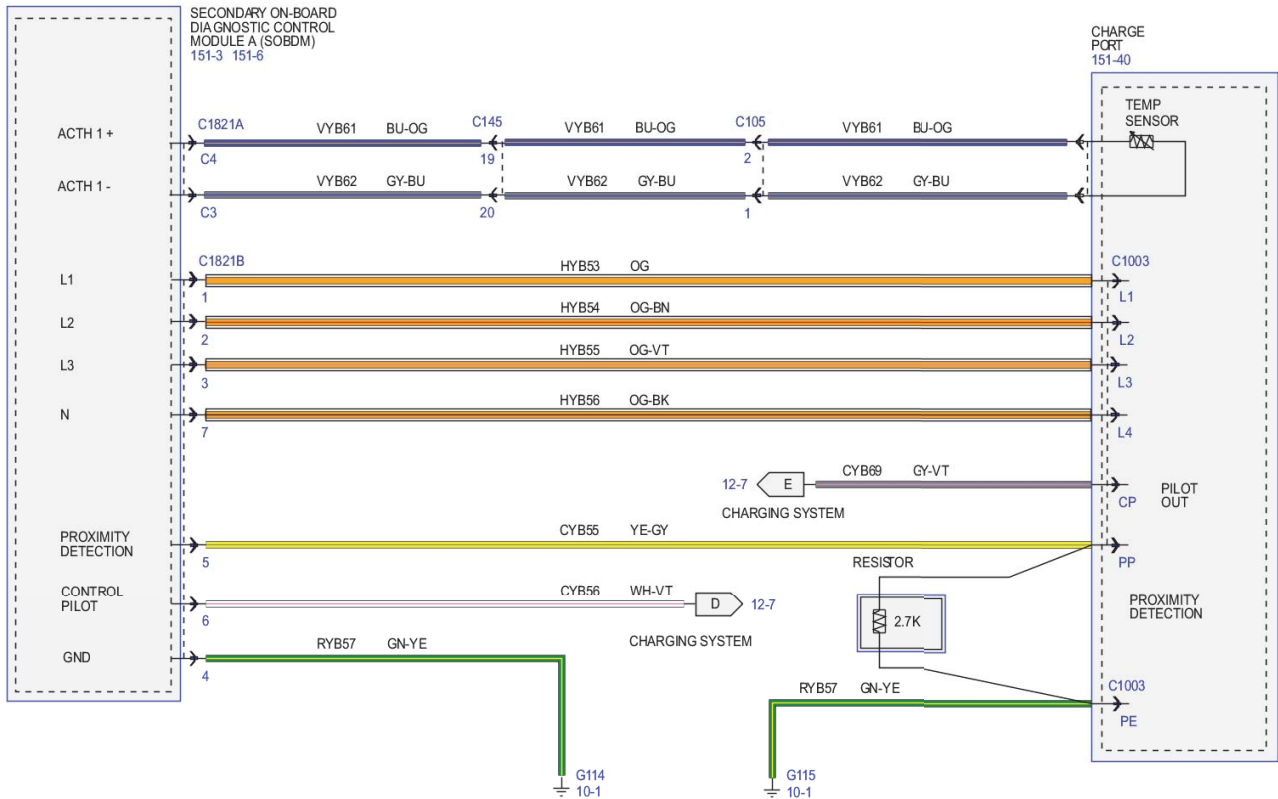 SECONDARY ON-BOARD
DIAGNOSTIC CONTROL
MODULE A (SOBDM)
151-3 151-6
CHARGE
PORT
151-40
TEMP
SENSOR
ACTH 1 +
C1821A
VYB61 BU-OG
C145
VYB61 BU-OG
C105
VYB61 BU-OG
C4
19
2
ACTH 1 -
VYB62 GY-BU
VYB62 GY-BU
VYB62 GY-BU
C3
20
1
C1821B
HYB53 OG
C1003
L1
1
L1
HYB54 OG-BN
L2
2
L2
HYB55 OG-VT
L3
3
L3
HYB56 OG-BK
N
7
L4
CYB69 GY-VT
12-7
E
CHARGING SYSTEM
CP
PILOT
OUT
PROXIMITY
DETECTION
CYB55 YE-GY
5
PP
RESISTOR
2.7K
PROXIMITY
DETECTION
CONTROL
PILOT
CYB56 WH-VT
D
12-7
6
CHARGING SYSTEM
GND
RYB57 GN-YE
4
RYB57 GN-YE
C1003
PE
G114
10-1
G115
10-1